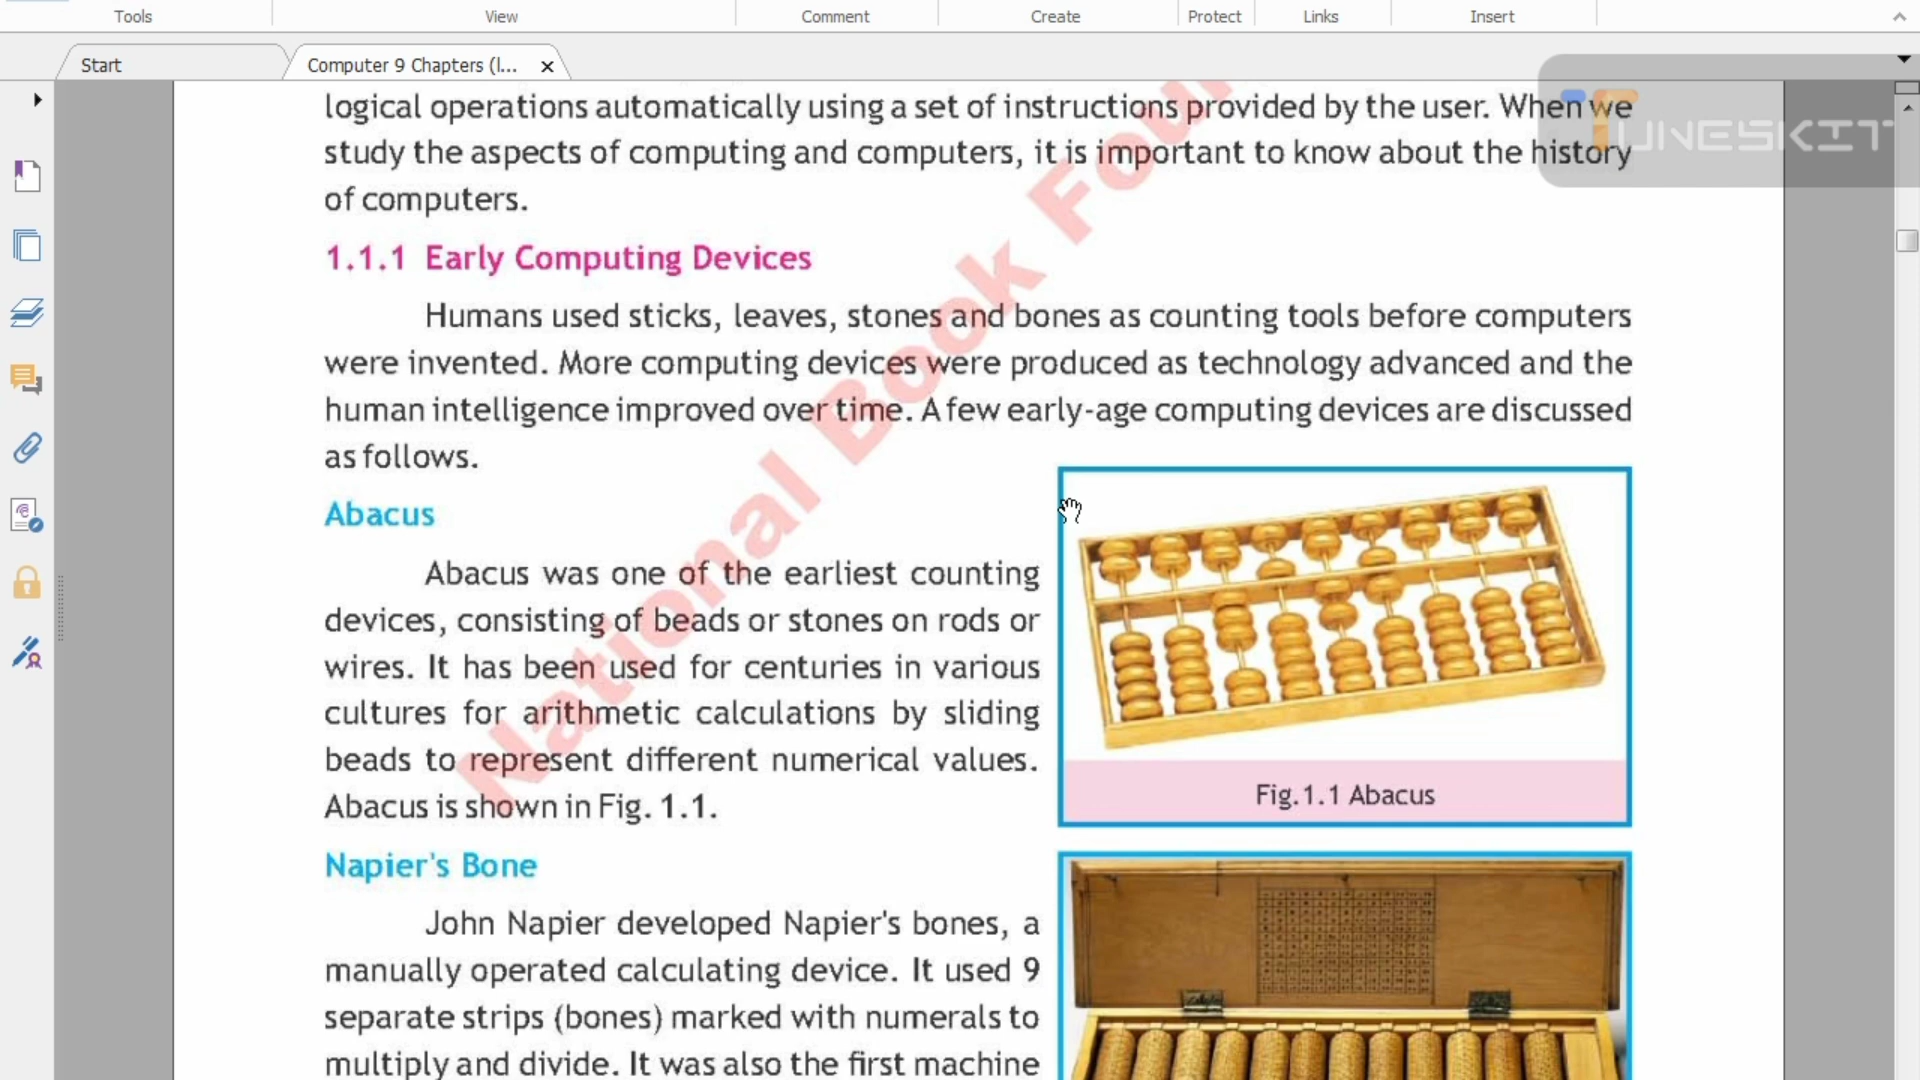 Tools View Comment Create Protect Links Insert
Start Computer 9 Chapters (l...
TUNESKIT
logical operations automatically using a set of instructions provided by the user. When we
study the aspects of computing and computers, it is important to know about the history
of computers.
1.1.1 Early Computing Devices
Humans used sticks, leaves, stones and bones as counting tools before computers
were invented. More computing devices were produced as technology advanced and the
human intelligence improved over time. A few early-age computing devices are discussed
as follows.
Abacus
Abacus was one of the earliest counting
devices, consisting of beads or stones on rods or
wires. It has been used for centuries in various
cultures for arithmetic calculations by sliding
beads to represent different numerical values.
Abacus is shown in Fig. 1.1.
Fig.1.1 Abacus
Napier's Bone
John Napier developed Napier's bones, a
manually operated calculating device. It used 9
separate strips (bones) marked with numerals to
multiply and divide. It was also the first machine
National Book Foun